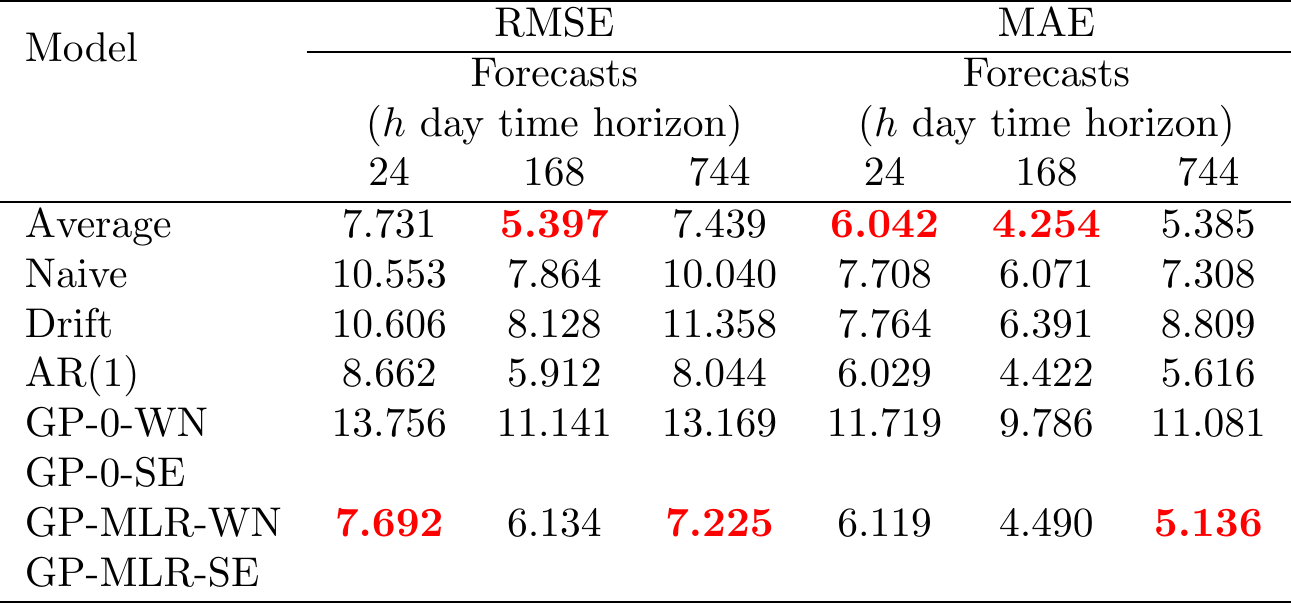 RMSE MAE
Model
Forecasts Forecasts
(h day time horizon) (h day time horizon)
24 168 744 24 168 744
Average 7.731 5.397 7.439 6.042 4.254 5.385
Naive 10.553 7.864 10.040 7.708 6.071 7.308
Drift 10.606 8.128 11.358 7.764 6.391 8.809
AR(1) 8.662 5.912 8.044 6.029 4.422 5.616
GP-0-WN 13.756 11.141 13.169 11.719 9.786 11.081
GP-0-SE
GP-MLR-WN 7.692 6.134 7.225 6.119 4.490 5.136
GP-MLR-SE